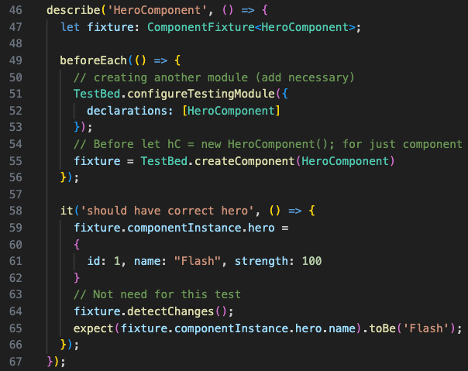 46 describe('HeroComponent', () => {
47   let fixture: ComponentFixture<HeroComponent>;
48
49   beforeEach(() => {
50     // creating another module (add necessary)
51     TestBed.configureTestingModule({
52       declarations: [HeroComponent]
53     });
54     // Before let hC = new HeroComponent(); for just component
55     fixture = TestBed.createComponent(HeroComponent)
56   });
57
58   it('should have correct hero', () => {
59     fixture.componentInstance.hero =
60     {
61       id: 1, name: "Flash", strength: 100
62     }
63     // Not need for this test
64     fixture.detectChanges();
65     expect(fixture.componentInstance.hero.name).toBe('Flash');
66   });
67 });